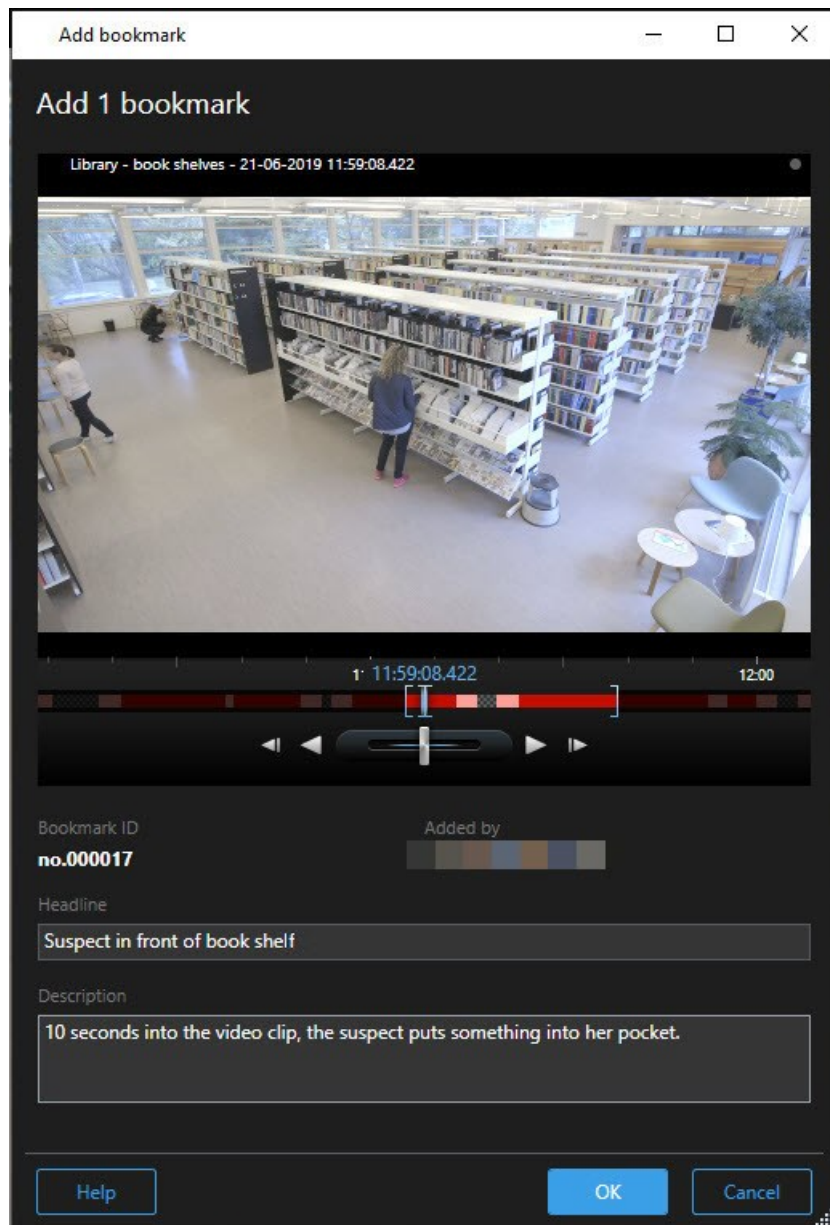 Add bookmark
Add 1 bookmark
Library - book shelves - 21-06-2019 11:59:08.422
11:59:08.422
12:00
Bookmark ID
Added by
no.000017
Headline
Suspect in front of book shelf
Description
10 seconds into the video clip, the suspect puts something into her pocket.
Help
OK
Cancel